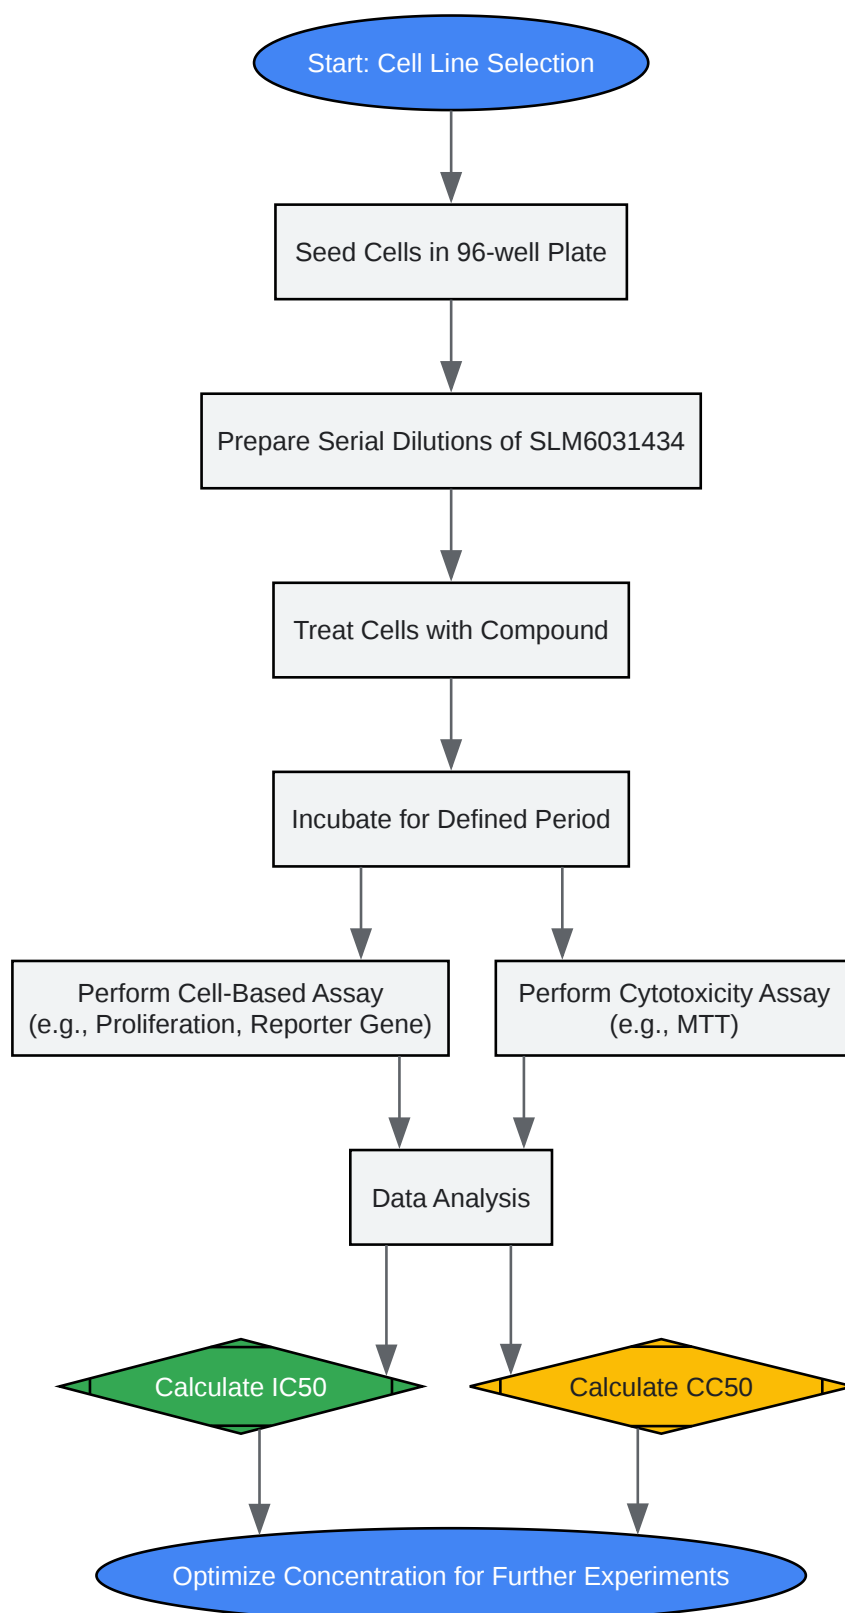 Start: Cell Line Selection
Seed Cells in 96-well Plate
Prepare Serial Dilutions of SLM6031434
Treat Cells with Compound
Incubate for Defined Period
Perform Cell-Based Assay
(e.g., Proliferation, Reporter Gene)
Perform Cytotoxicity Assay
(e.g., MTT)
Data Analysis
Calculate IC50
Calculate CC50
Optimize Concentration for Further Experiments